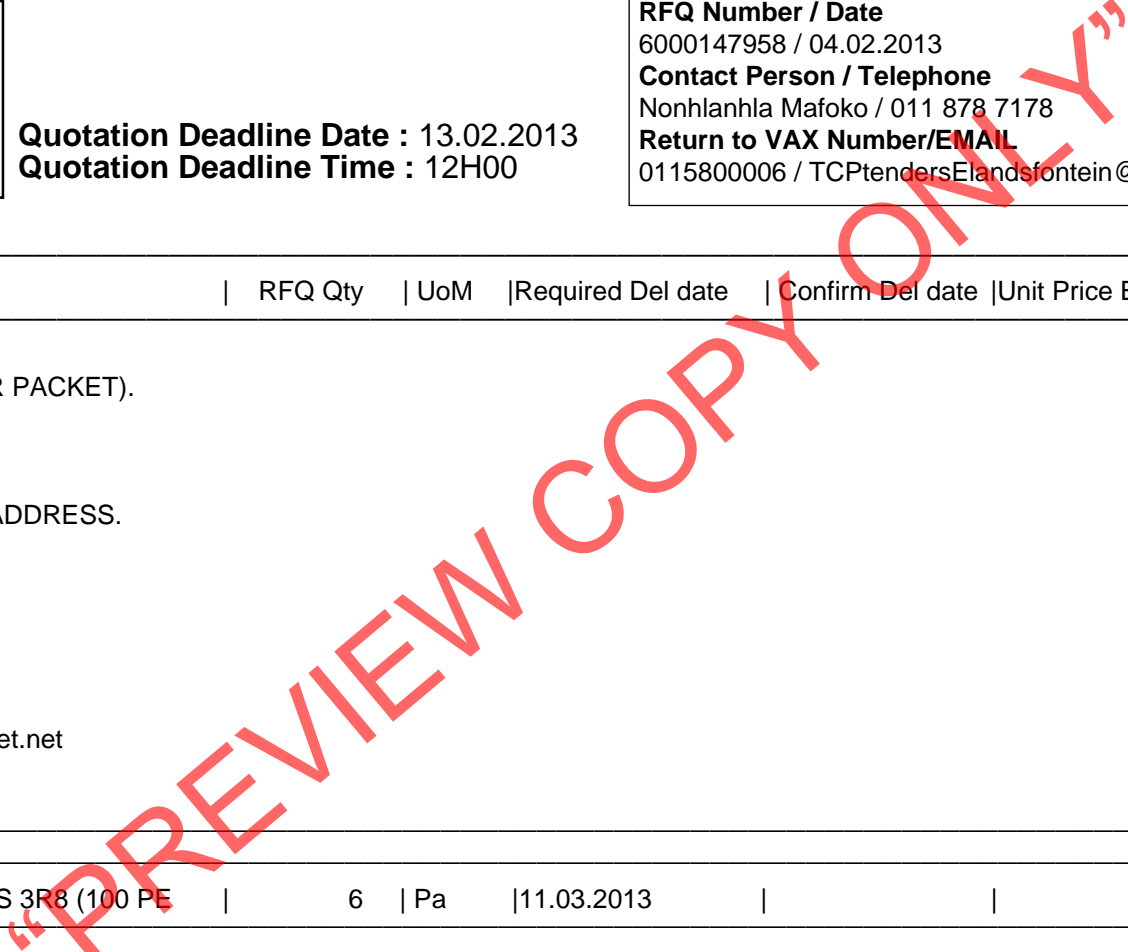 RFQ Number / Date
6000147958 / 04.02.2013
Contact Person / Telephone
Nonhlanhla Mafoko / 011 878 7178
Return to VAX Number/EMAIL
0115800006 / TCPtendersElandsfontein@
Quotation Deadline Date : 13.02.2013
Quotation Deadline Time : 12H00
| RFQ Qty | UoM |Required Del date | Confirm Del date |Unit Price E
R PACKET).
ADDRESS.
et.net
S 3R8 (100 PE | 6 | Pa |11.03.2013 | |
“PREVIEW COPY ONLY”